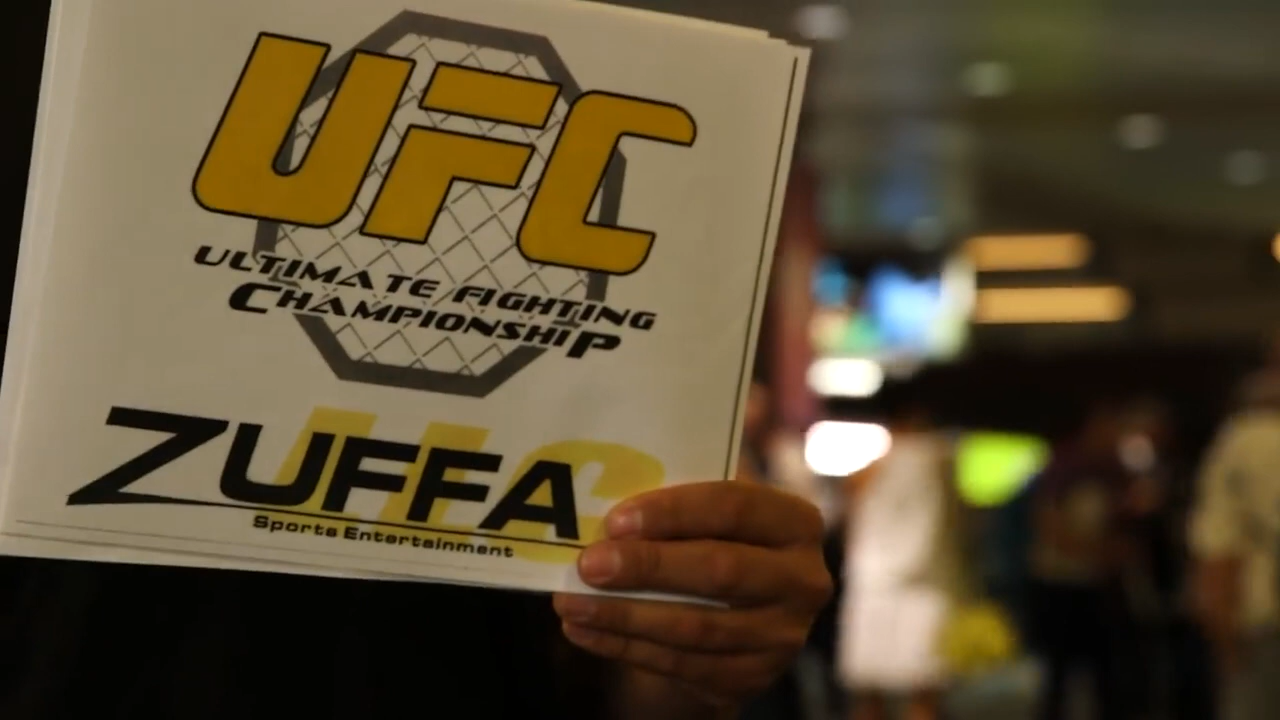 UFC
ULTIMATE FIGHTING
CHAMPIONSHIP
ZUFFA
Sports Entertainment